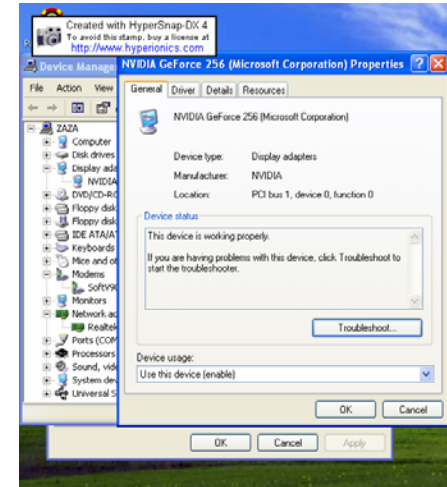 Created with HyperSnap-DX 4
To avoid this stamp, buy a license at
http://www.hyperionics.com
Device Manage
NVIDIA GeForce 256 (Microsoft Corporation) Properties
File Action View
General Driver Details Resources
NVIDIA GeForce 256 (Microsoft Corporation)
Device type: Display adapters
Manufacturer: NVIDIA
Location: PCI bus 1, device 0, function 0
Device status
This device is working properly.
If you are having problems with this device, click Troubleshoot to
start the troubleshooter.
Troubleshoot...
Device usage:
Use this device (enable)
OK Cancel
ZAZA
Computer
Disk drives
Display ada
NVIDIA
DVD/CD-RO
Floppy disk
Floppy disk
IDE ATA/A
Keyboards
Mice and ot
Modems
SoftV9
Monitors
Network ad
Realtek
Ports (COM
Processors
Sound, vide
System dev
Universal S
OK Cancel Apply